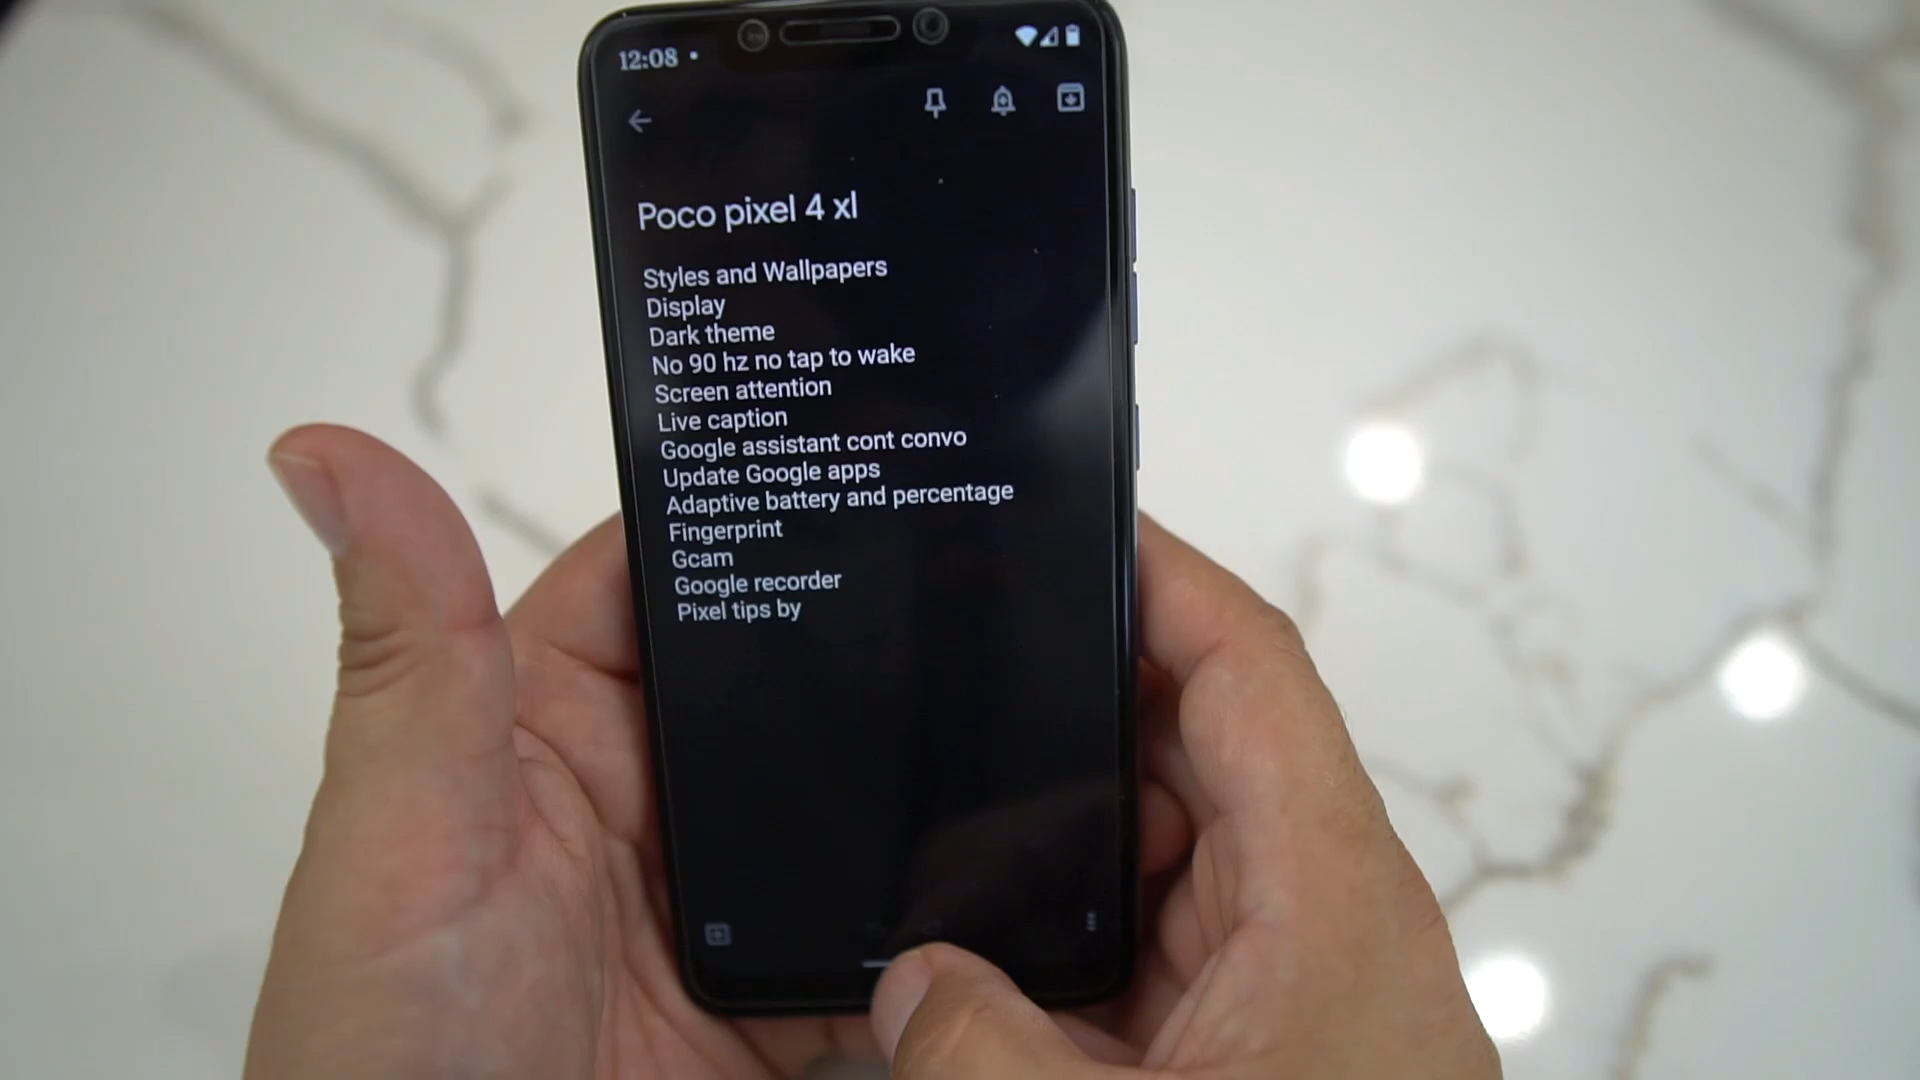 12:08
Poco pixel 4 xl
Styles and Wallpapers
Display
Dark theme
No 90 hz no tap to wake
Screen attention
Live caption
Google assistant cont convo
Update Google apps
Adaptive battery and percentage
Fingerprint
Gcam
Google recorder
Pixel tips by